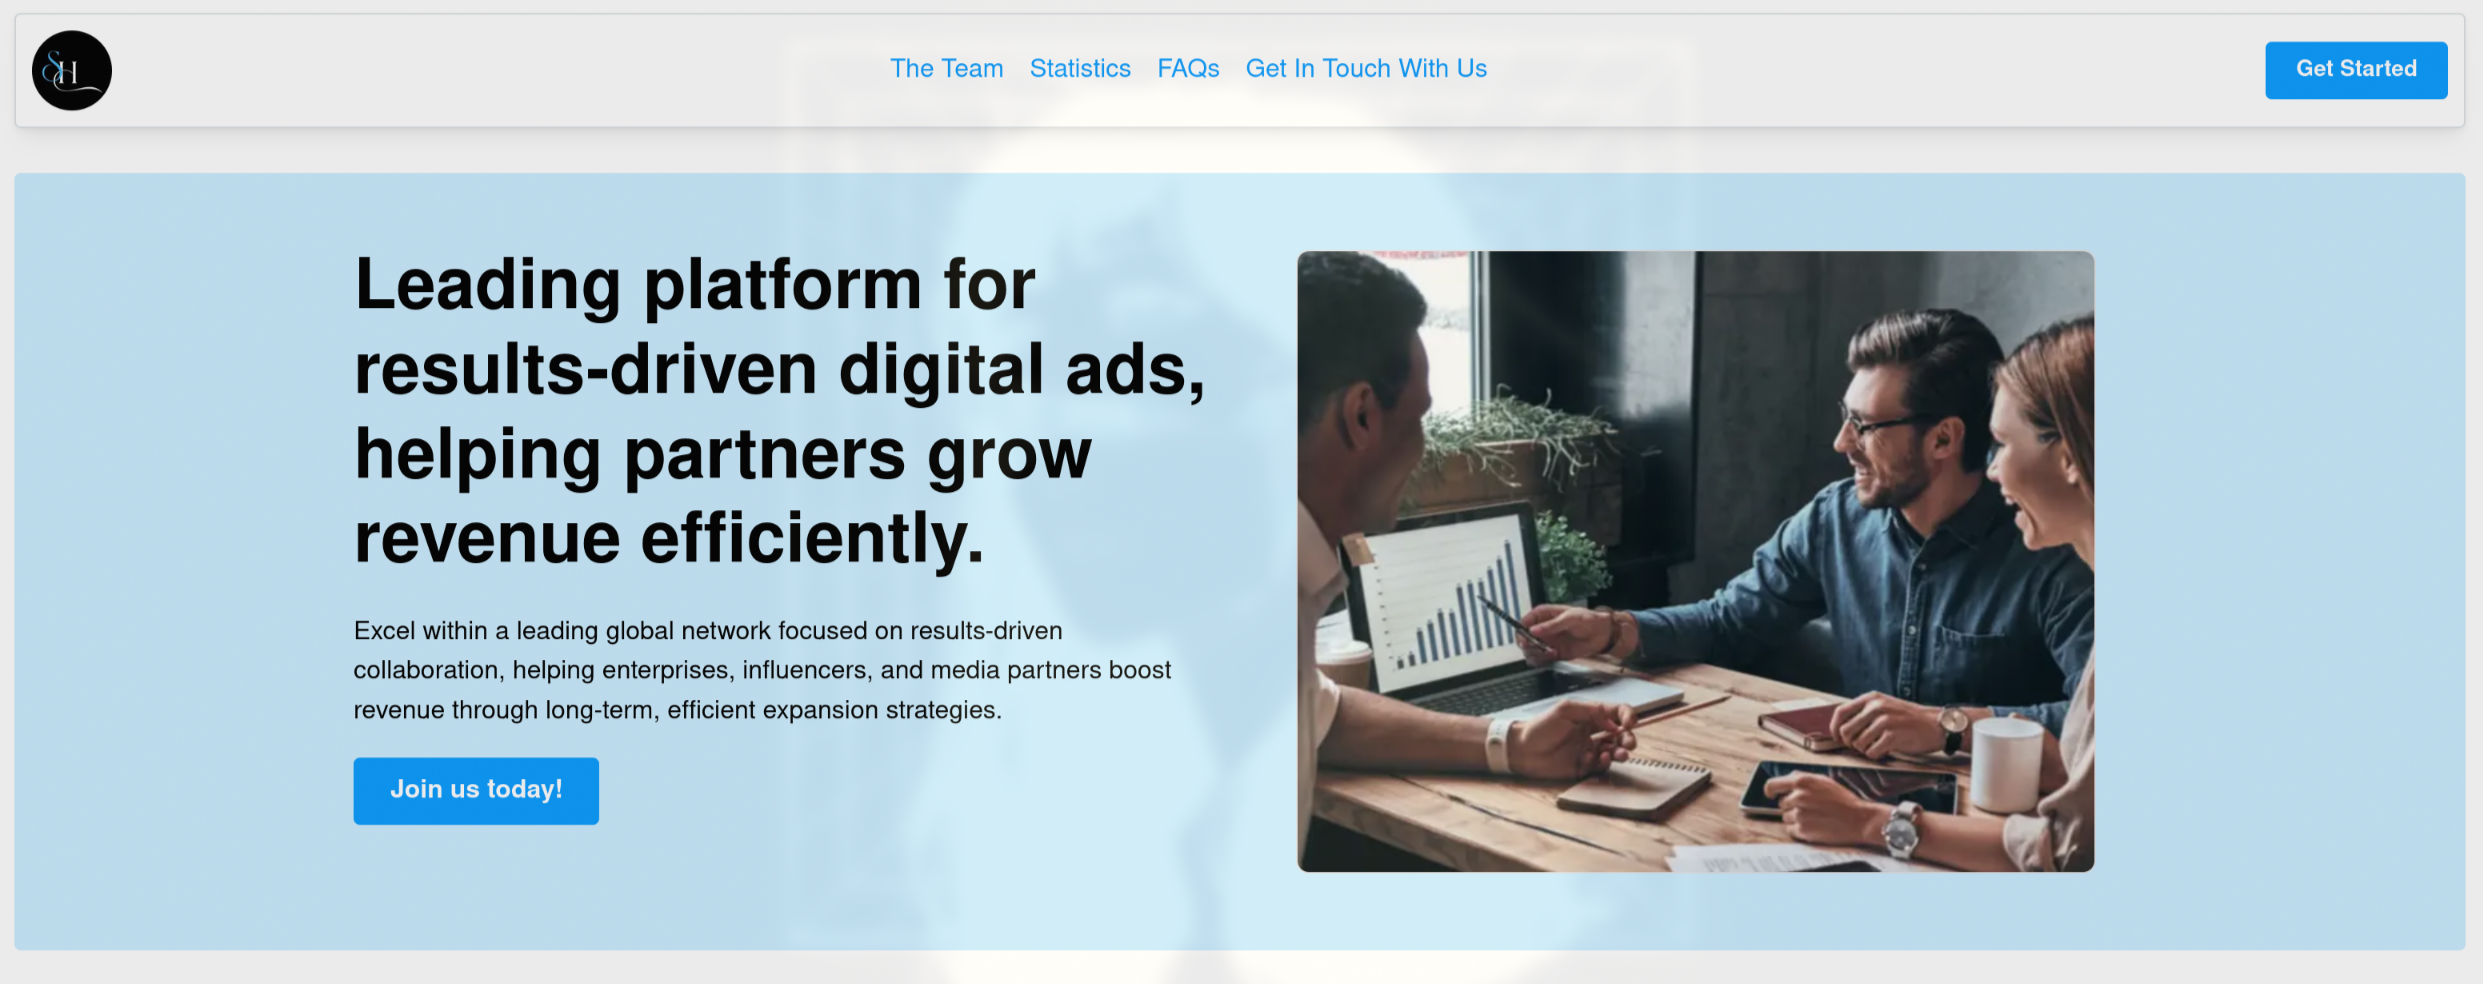 SH
The Team Statistics FAQs Get In Touch With Us
Get Started
Leading platform for
results-driven digital ads,
helping partners grow
revenue efficiently.
Excel within a leading global network focused on results-driven
collaboration, helping enterprises, influencers, and media partners boost
revenue through long-term, efficient expansion strategies.
Join us today!